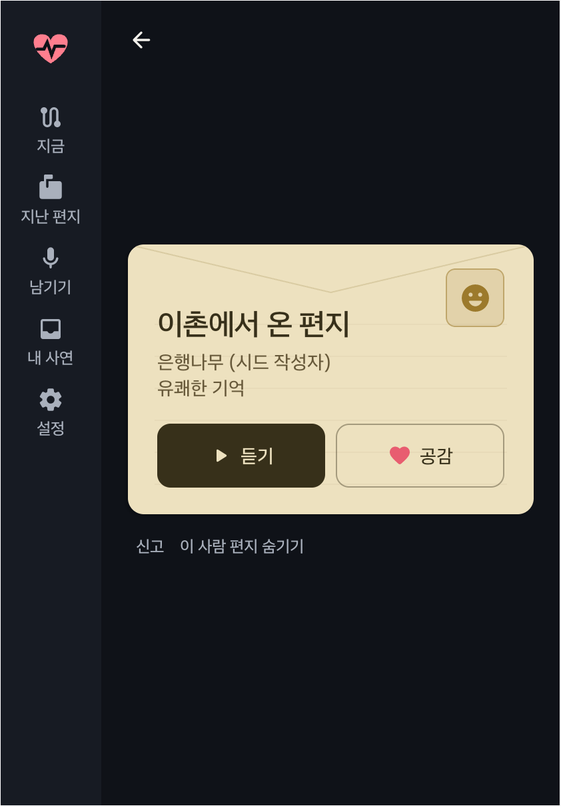 지금
지난 편지
남기기
내 사연
설정
이촌에서 온 편지
은행나무 (시드 작성자)
유쾌한 기억
듣기
공감
신고
이 사람 편지 숨기기